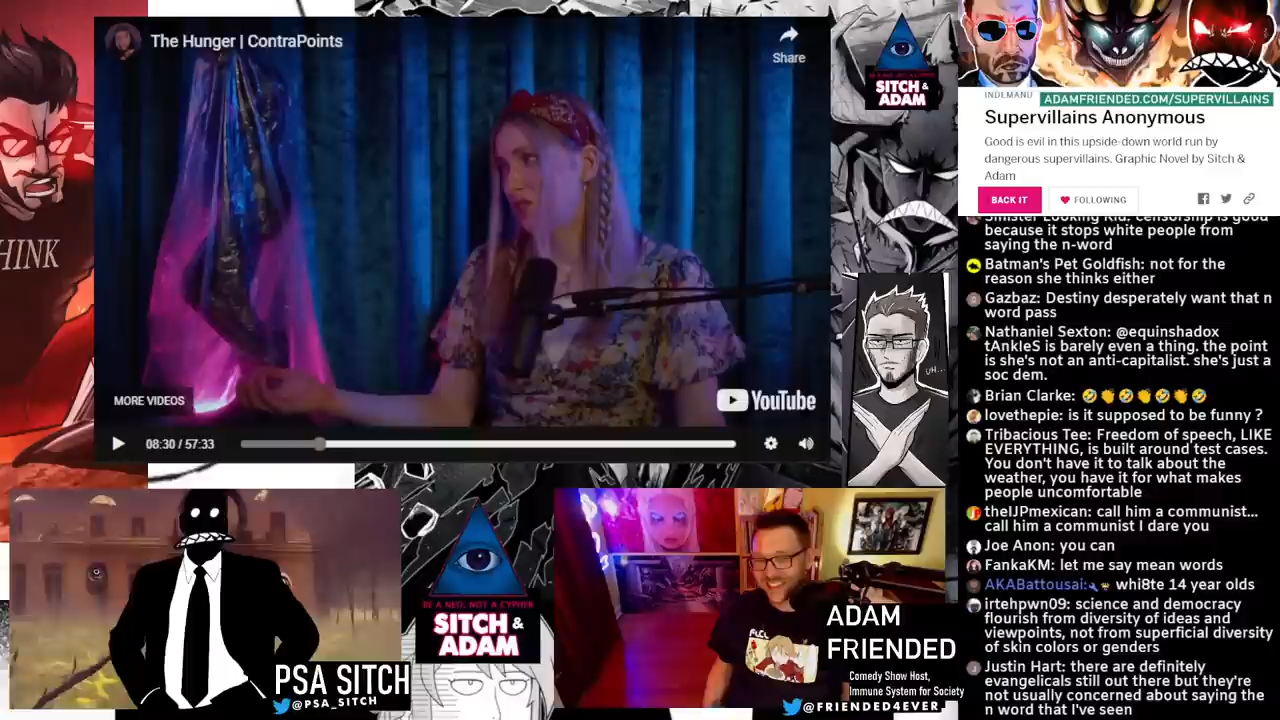 The Hunger | ContraPoints
Share
MORE VIDEOS
YouTube
08:30 / 57:33
HINK
SITCH &
ADAM
UH...
INDEMAND
ADAMFRIENDED.COM/SUPERVILLAINS
Supervillains Anonymous
Good is evil in this upside-down world run by
dangerous supervillains. Graphic Novel by Sitch &
Adam
BACK IT
FOLLOWING
Sinister Looking Kid: censorship is good
because it stops white people from
saying the n-word
Batman's Pet Goldfish: not for the
reason she thinks either
Gazbaz: Destiny desperately want that n
word pass
Nathaniel Sexton: @equinshadox
tAnkIeS is barely even a thing. the point
is she's not an anti-capitalist. she's just a
soc dem.
Brian Clarke: 🤣👏🤣👏🤣👏🤣
lovethepie: is it supposed to be funny ?
Tribacious Tee: Freedom of speech, LIKE
EVERYTHING, is built around test cases.
You don't have it to talk about the
weather, you have it for what makes
people uncomfortable
theIJPmexican: call him a communist...
call him a communist I dare you
Joe Anon: you can
FankaKM: let me say mean words
AKABattousai: whi8te 14 year olds
irtehpwn09: science and democracy
flourish from diversity of ideas and
viewpoints, not from superficial diversity
of skin colors or genders
Justin Hart: there are definitely
evangelicals still out there but they're
not usually concerned about saying the
n word that I've seen
BE A NEO, NOT A CYPHER
SITCH &
ADAM
PSA SITCH
@PSA_SITCH
ADAM
FRIENDED
Comedy Show Host,
Immune System for Society
@FRIENDED4EVER